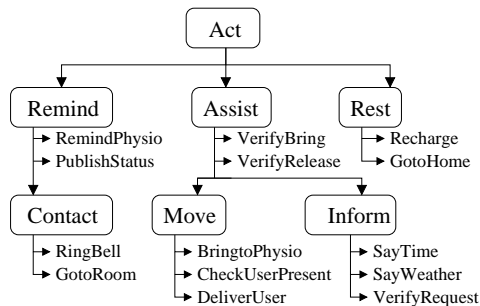 Act
Remind
Assist
Rest
RemindPhysio
PublishStatus
VerifyBring
VerifyRelease
Recharge
GotoHome
Contact
Move
Inform
RingBell
GotoRoom
BringtoPhysio
CheckUserPresent
DeliverUser
SayTime
SayWeather
VerifyRequest